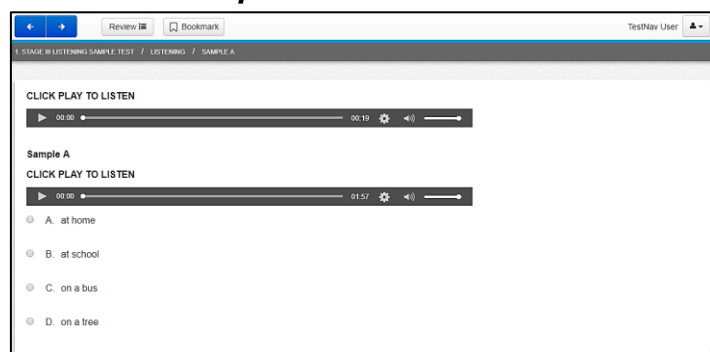 Review
Bookmark
TestNav User
1. STAGE III LISTENING SAMPLE TEST / LISTENING / SAMPLE A
CLICK PLAY TO LISTEN
00:00
00:19
Sample A
CLICK PLAY TO LISTEN
00:00
01:57
A. at home
B. at school
C. on a bus
D. on a tree